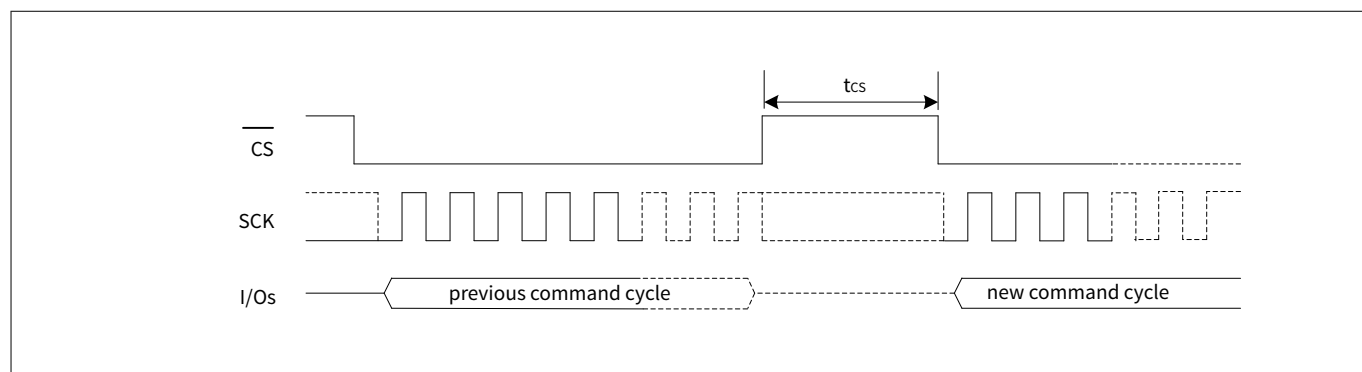 tcs
CS
SCK
I/Os
previous command cycle
new command cycle